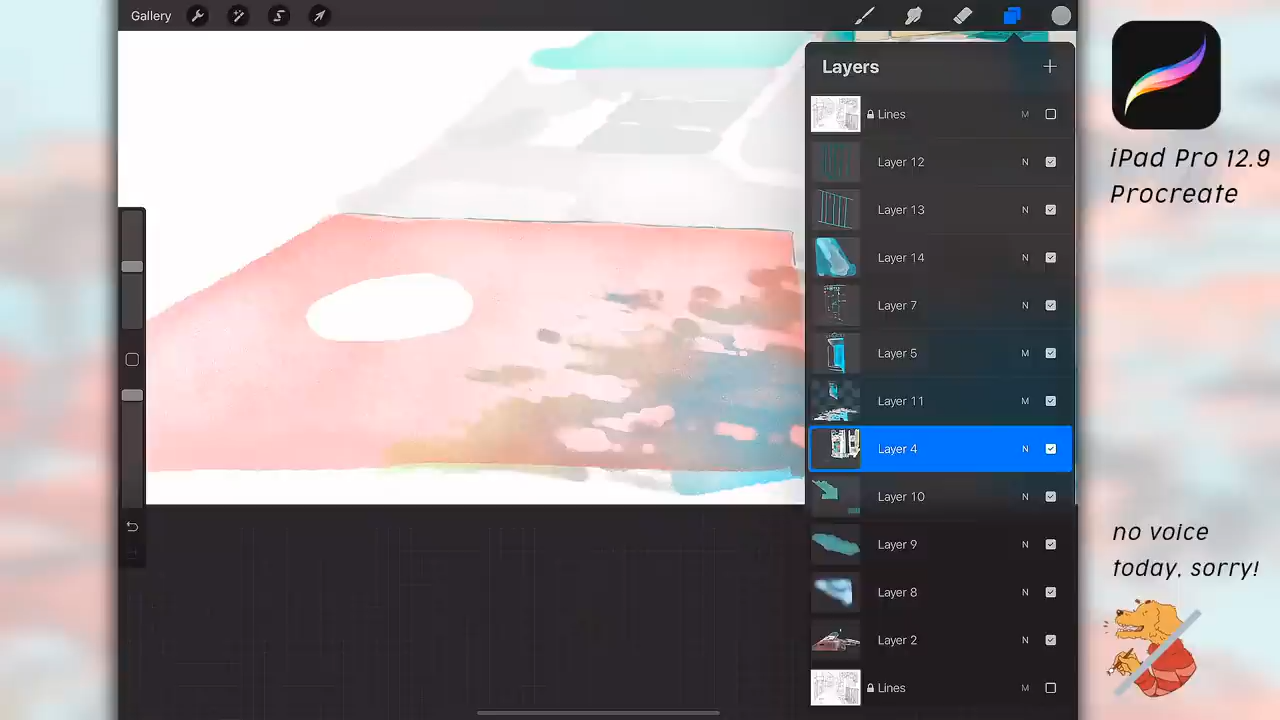 Gallery
Layers
Lines M
Layer 12 N
Layer 13 N
Layer 14 N
Layer 7 N
Layer 5 M
Layer 11 M
Layer 4 N
Layer 10 N
Layer 9 N
Layer 8 N
Layer 2 N
Lines M
iPad Pro 12.9
Procreate
no voice
today, sorry!